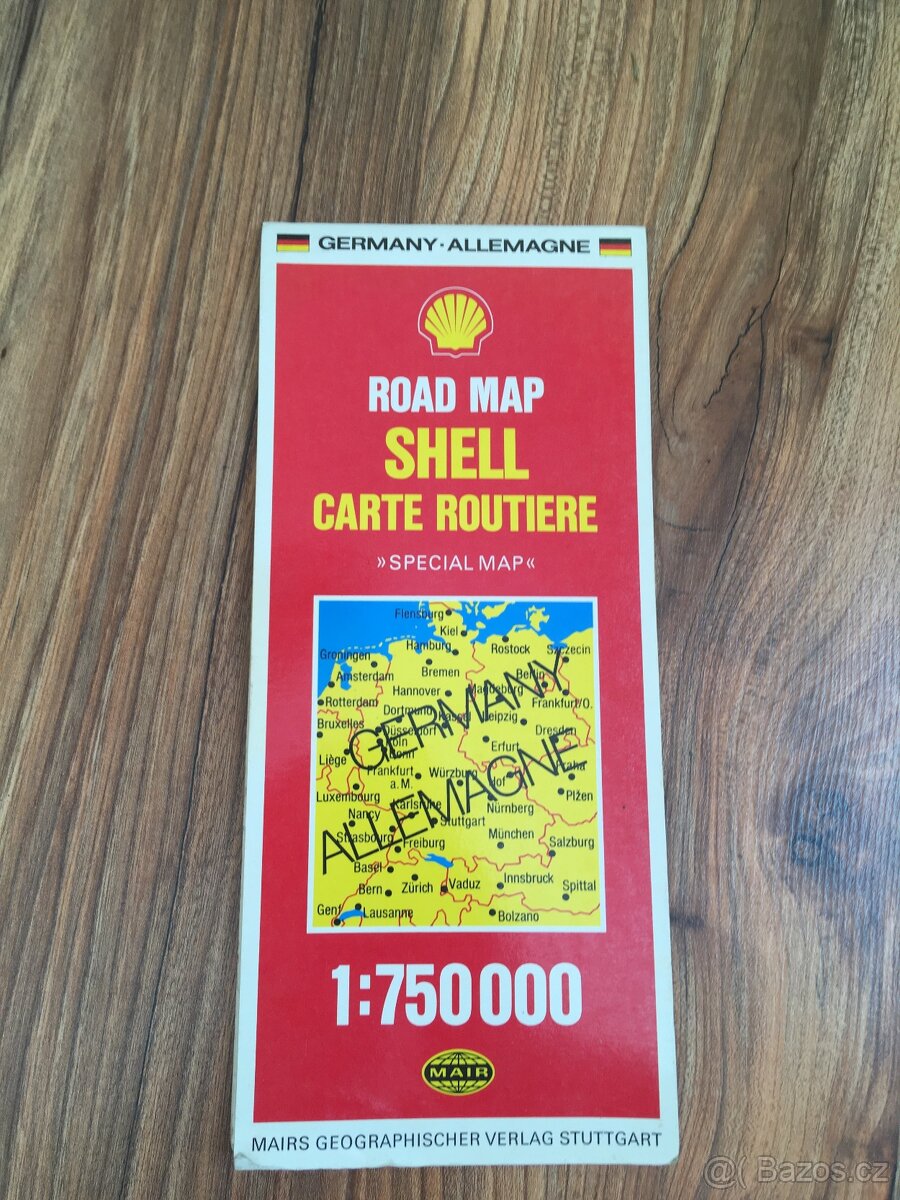 GERMANY·ALLEMAGNE
ROAD MAP
SHELL
CARTE ROUTIERE
»SPECIAL MAP«
Flensburg
Kiel
Hamburg
Rostock
Szczecin
Groningen
Bremen
Amsterdam
Berlin
Hannover
Magdeburg
Rotterdam
Frankfurt/O.
Dortmund
Kassel
Leipzig
Bruxelles
Düsseldorf
Dresden
Köln
Bonn
Erfurt
Liège
Frankfurt
a.M.
Würzburg
Hof
Praha
Luxembourg
Plzeň
Karlsruhe
Nürnberg
Nancy
Stuttgart
Strasbourg
Freiburg
München
Salzburg
Basel
Bern
Zürich
Vaduz
Innsbruck
Spittal
Genf
Lausanne
Bolzano
GERMANY
ALLEMAGNE
1:750 000
MAIR
MAIRS GEOGRAPHISCHER VERLAG STUTTGART
@( Bazos.cz